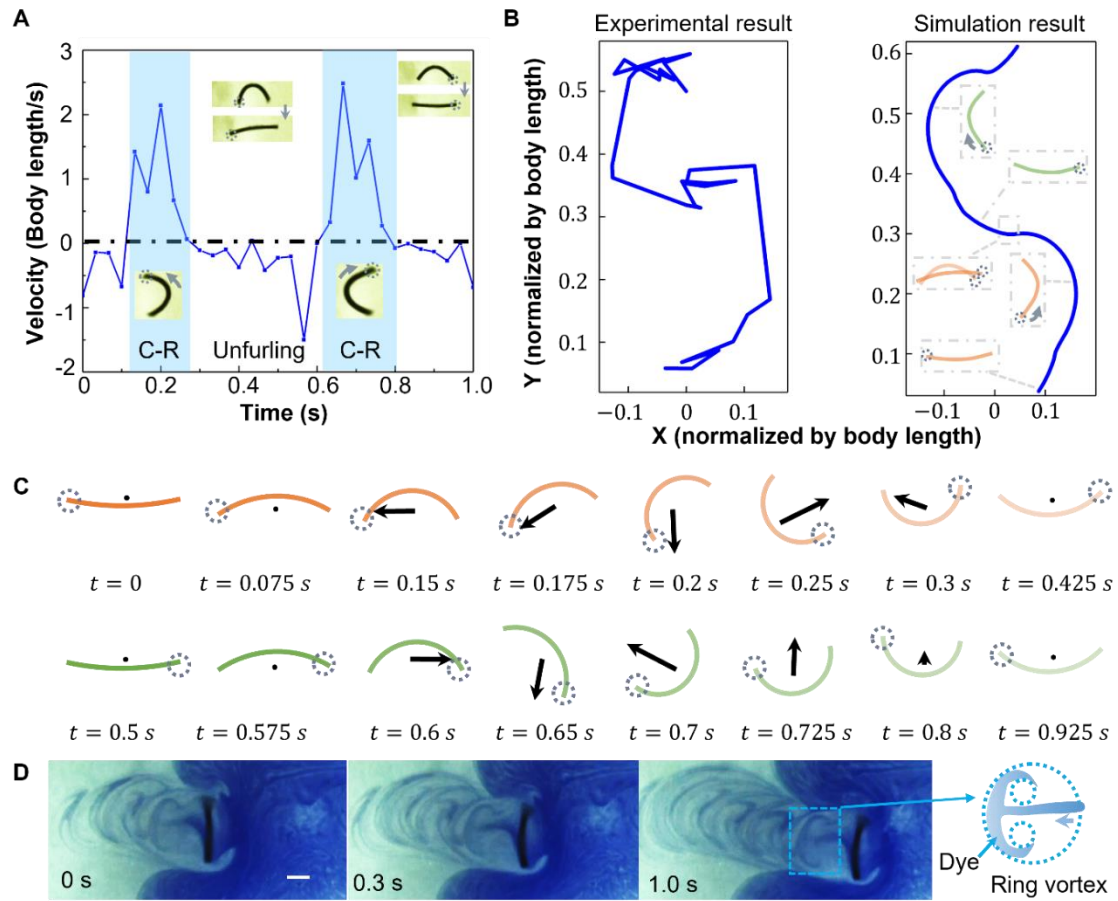 A
Velocity (Body length/s)
3
2
1
0
-1
-2
C-R
Unfurling
C-R
0
0.2
0.4
0.6
0.8
1.0
Time (s)
B
Experimental result
Simulation result
Y (normalized by body length)
0.5
0.4
0.3
0.2
0.1
−0.1
0
0.1
0.6
0.5
0.4
0.3
0.2
0.1
−0.1
0
0.1
X (normalized by body length)
C
t = 0
t = 0.075 s
t = 0.15 s
t = 0.175 s
t = 0.2 s
t = 0.25 s
t = 0.3 s
t = 0.425 s
t = 0.5 s
t = 0.575 s
t = 0.6 s
t = 0.65 s
t = 0.7 s
t = 0.725 s
t = 0.8 s
t = 0.925 s
D
0 s
0.3 s
1.0 s
Dye
Ring vortex